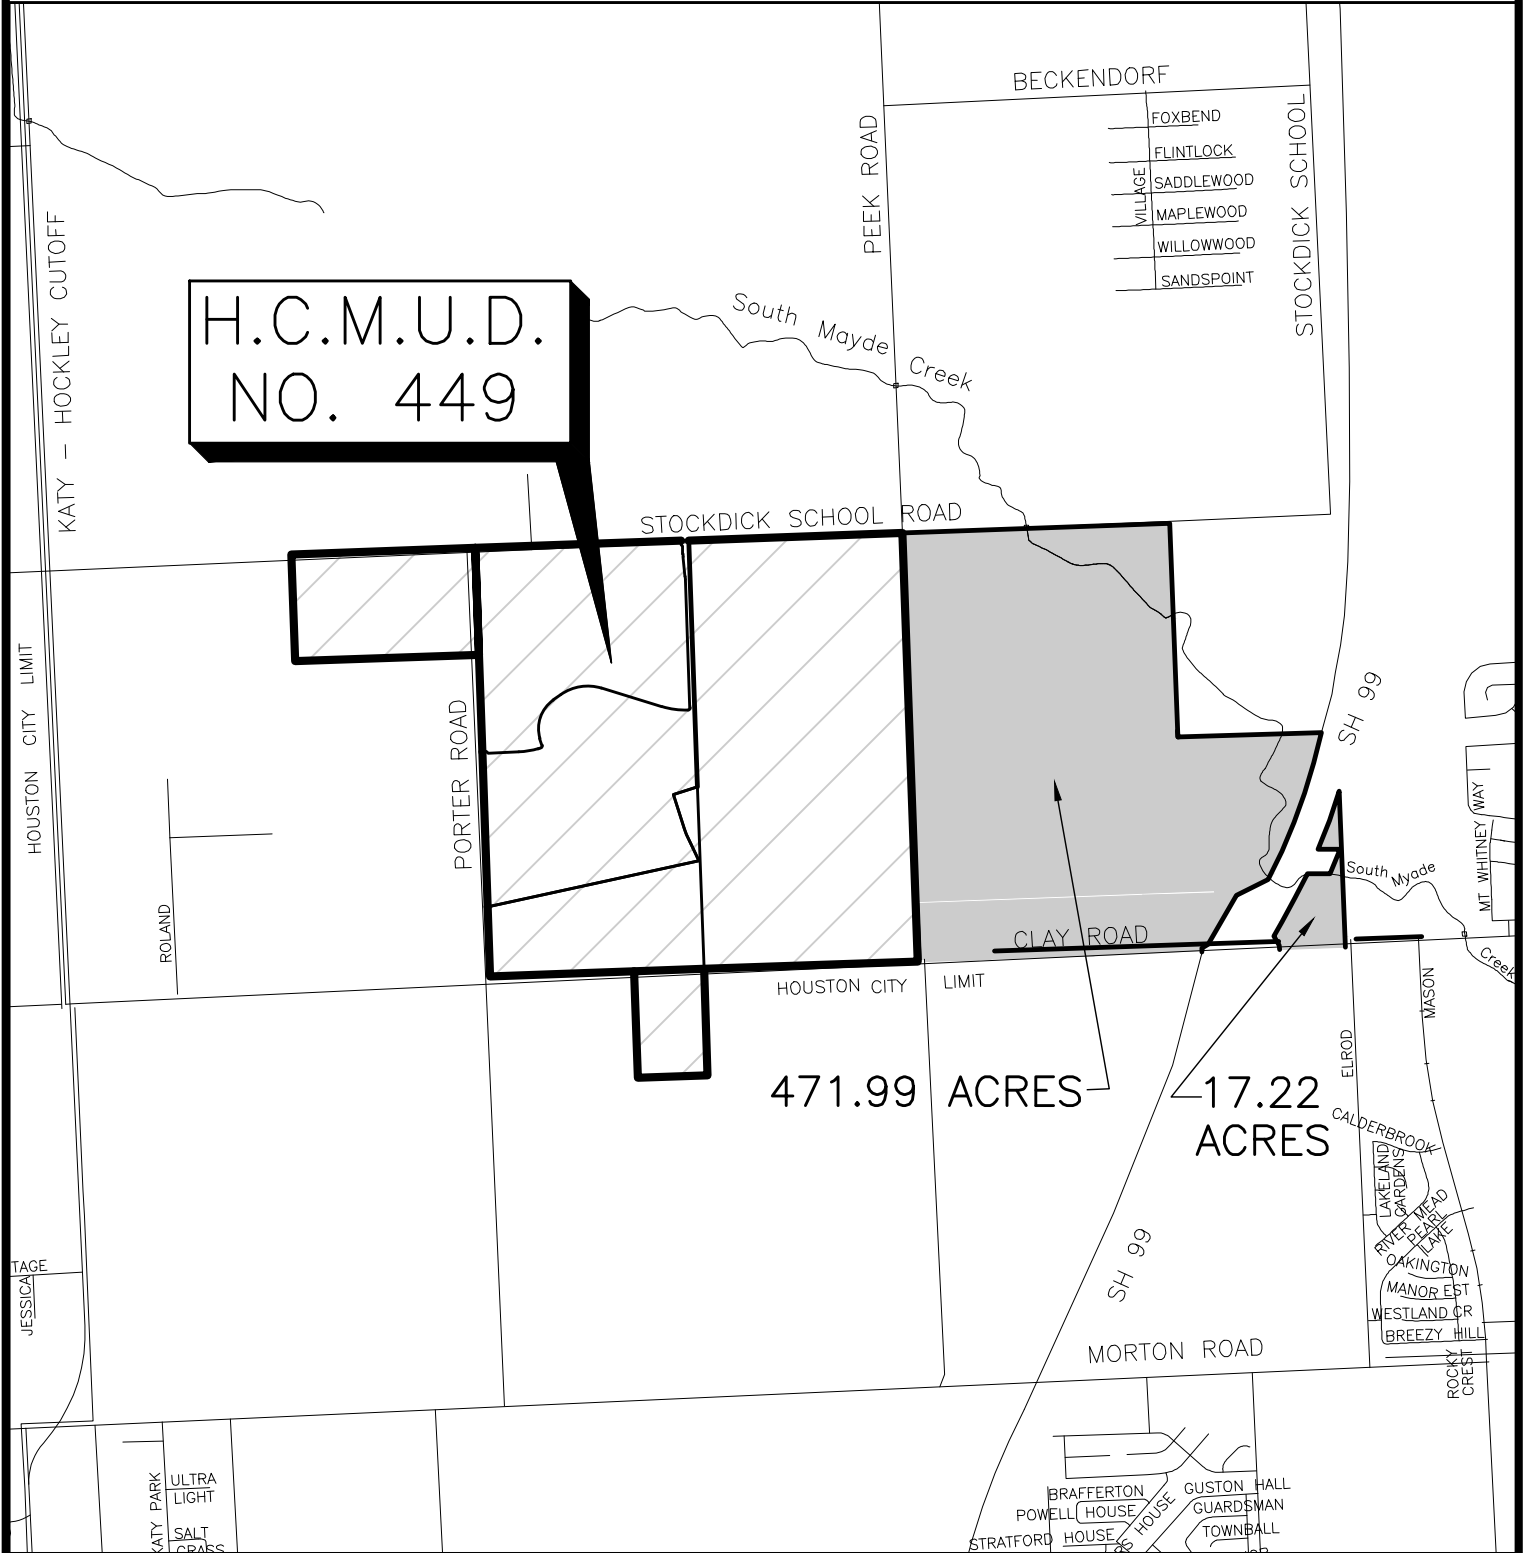 BECKENDORF
FOXBEND
FLINTLOCK
SADDLEWOOD
MAPLEWOOD
WILLOWWOOD
SANDSPOINT
VILLAGE
STOCKDICK SCHOOL
PEEK ROAD
KATY - HOCKLEY CUTOFF
H.C.M.U.D.
NO. 449
South Mayde Creek
STOCKDICK SCHOOL ROAD
HOUSTON CITY LIMIT
PORTER ROAD
ROLAND
SH 99
MT WHITNEY WAY
South Myade
Creek
CLAY ROAD
HOUSTON CITY LIMIT
MASON
ELROD
471.99 ACRES
17.22
ACRES
CALDERBROOK
LAKELAND
GARDENS
RIVER MEAD
PEARL
LAKE
OAKINGTON
MANOR EST
WESTLAND CR
BREEZY HILL
ROCKY
CREST
SH 99
MORTON ROAD
TAGE
JESSICA
KATY PARK
ULTRA
LIGHT
SALT
GRASS
BRAFFERTON
POWELL HOUSE
STRATFORD HOUSE
RS HOUSE
GUSTON HALL
GUARDSMAN
TOWNBALL